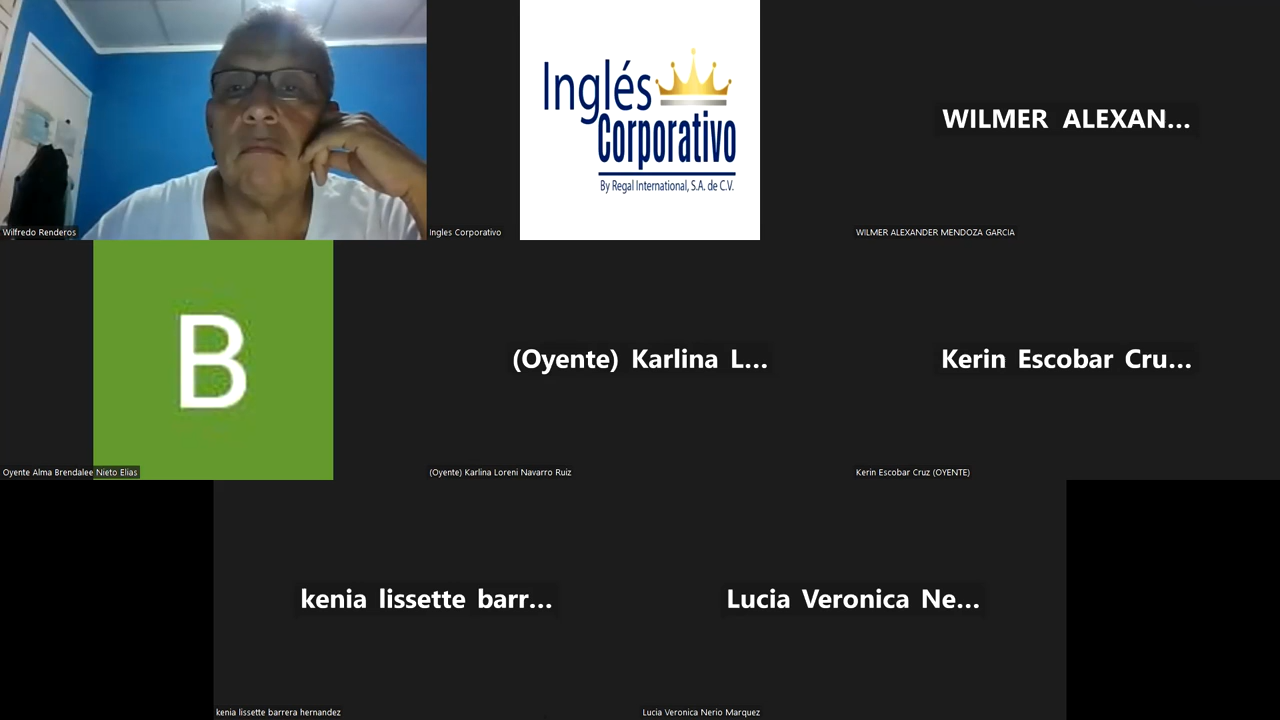 Inglés
Corporativo
By Regal International, S.A. de C.V.
WILMER ALEXAN...
Wilfredo Renderos
Ingles Corporativo
WILMER ALEXANDER MENDOZA GARCIA
B
(Oyente) Karlina L...
Kerin Escobar Cru...
Oyente Alma Brendalee Nieto Elias
(Oyente) Karlina Loreni Navarro Ruiz
Kerin Escobar Cruz (OYENTE)
kenia lissette barr...
Lucia Veronica Ne...
kenia lissette barrera hernandez
Lucia Veronica Nerio Marquez